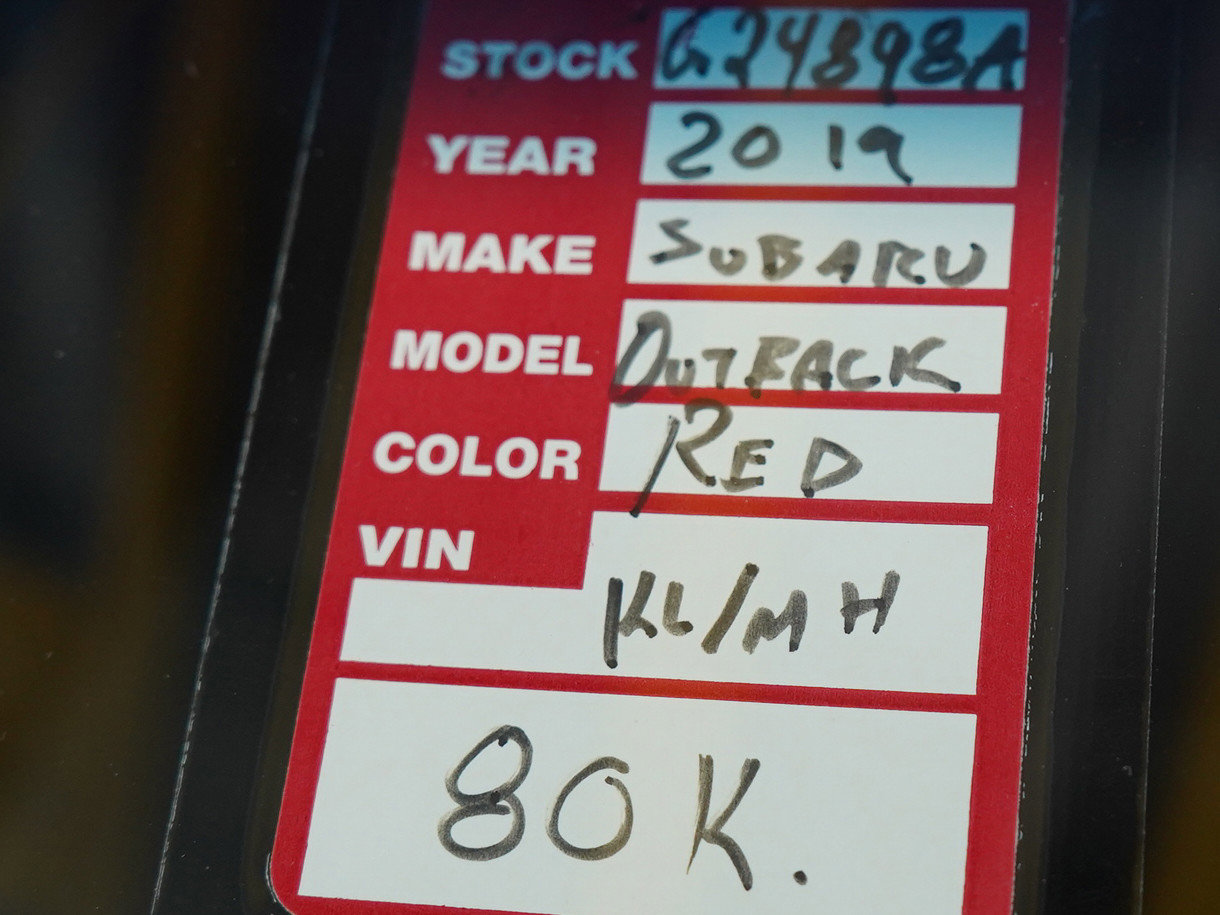 STOCK G24898A
YEAR 2019
MAKE SUBARU
MODEL OUTBACK
COLOR RED
VIN
KL/MH
80K.